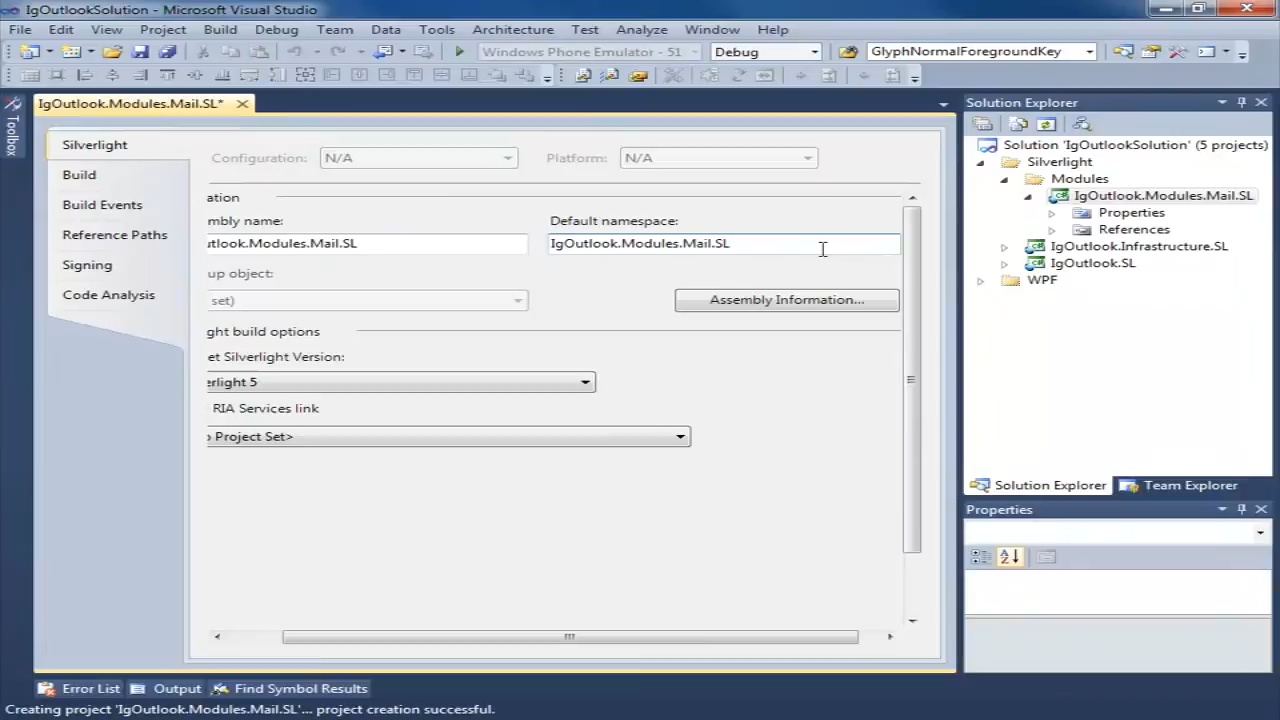 IgOutlookSolution - Microsoft Visual Studio
File Edit View Project Build Debug Team Data Tools Architecture Test Analyze Window Help
Windows Phone Emulator - 51 Debug GlyphNormalForegroundKey
Toolbox
IgOutlook.Modules.Mail.SL*
Silverlight
Build
Build Events
Reference Paths
Signing
Code Analysis
Configuration: N/A Platform: N/A
ation
mbly name: Default namespace:
utlook.Modules.Mail.SL IgOutlook.Modules.Mail.SL
up object:
set) Assembly Information...
ght build options
et Silverlight Version:
erlight 5
RIA Services link
Project Set>
Solution Explorer
Solution 'IgOutlookSolution' (5 projects)
Silverlight
Modules
IgOutlook.Modules.Mail.SL
Properties
References
IgOutlook.Infrastructure.SL
IgOutlook.SL
WPF
Solution Explorer Team Explorer
Properties
Error List Output Find Symbol Results
Creating project 'IgOutlook.Modules.Mail.SL'... project creation successful.